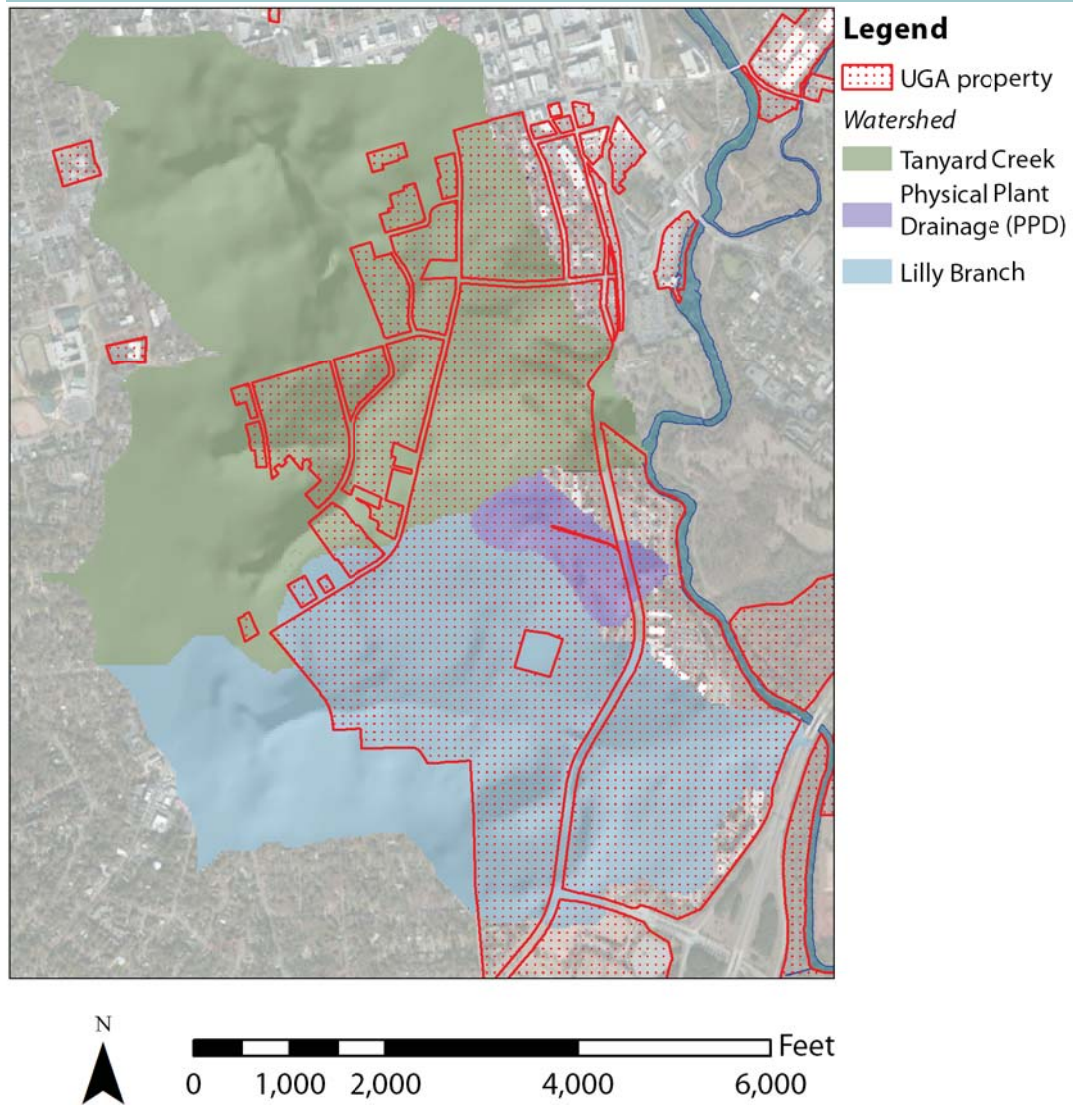 Legend
UGA property
Watershed
Tanyard Creek
Physical Plant
Drainage (PPD)
Lilly Branch
N
Feet
0 1,000 2,000 4,000 6,000